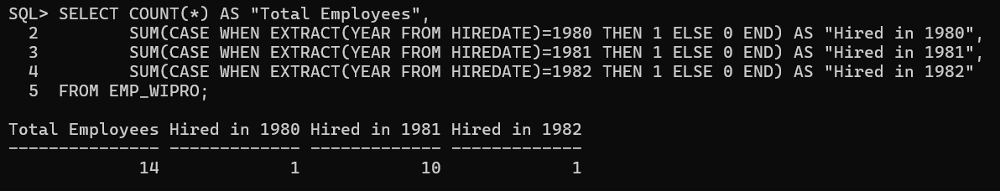 SQL> SELECT COUNT(*) AS "Total Employees",
  2         SUM(CASE WHEN EXTRACT(YEAR FROM HIREDATE)=1980 THEN 1 ELSE 0 END) AS "Hired in 1980",
  3         SUM(CASE WHEN EXTRACT(YEAR FROM HIREDATE)=1981 THEN 1 ELSE 0 END) AS "Hired in 1981",
  4         SUM(CASE WHEN EXTRACT(YEAR FROM HIREDATE)=1982 THEN 1 ELSE 0 END) AS "Hired in 1982"
  5  FROM EMP_WIPRO;

Total Employees Hired in 1980 Hired in 1981 Hired in 1982
--------------- ------------- ------------- -------------
             14             1            10             1